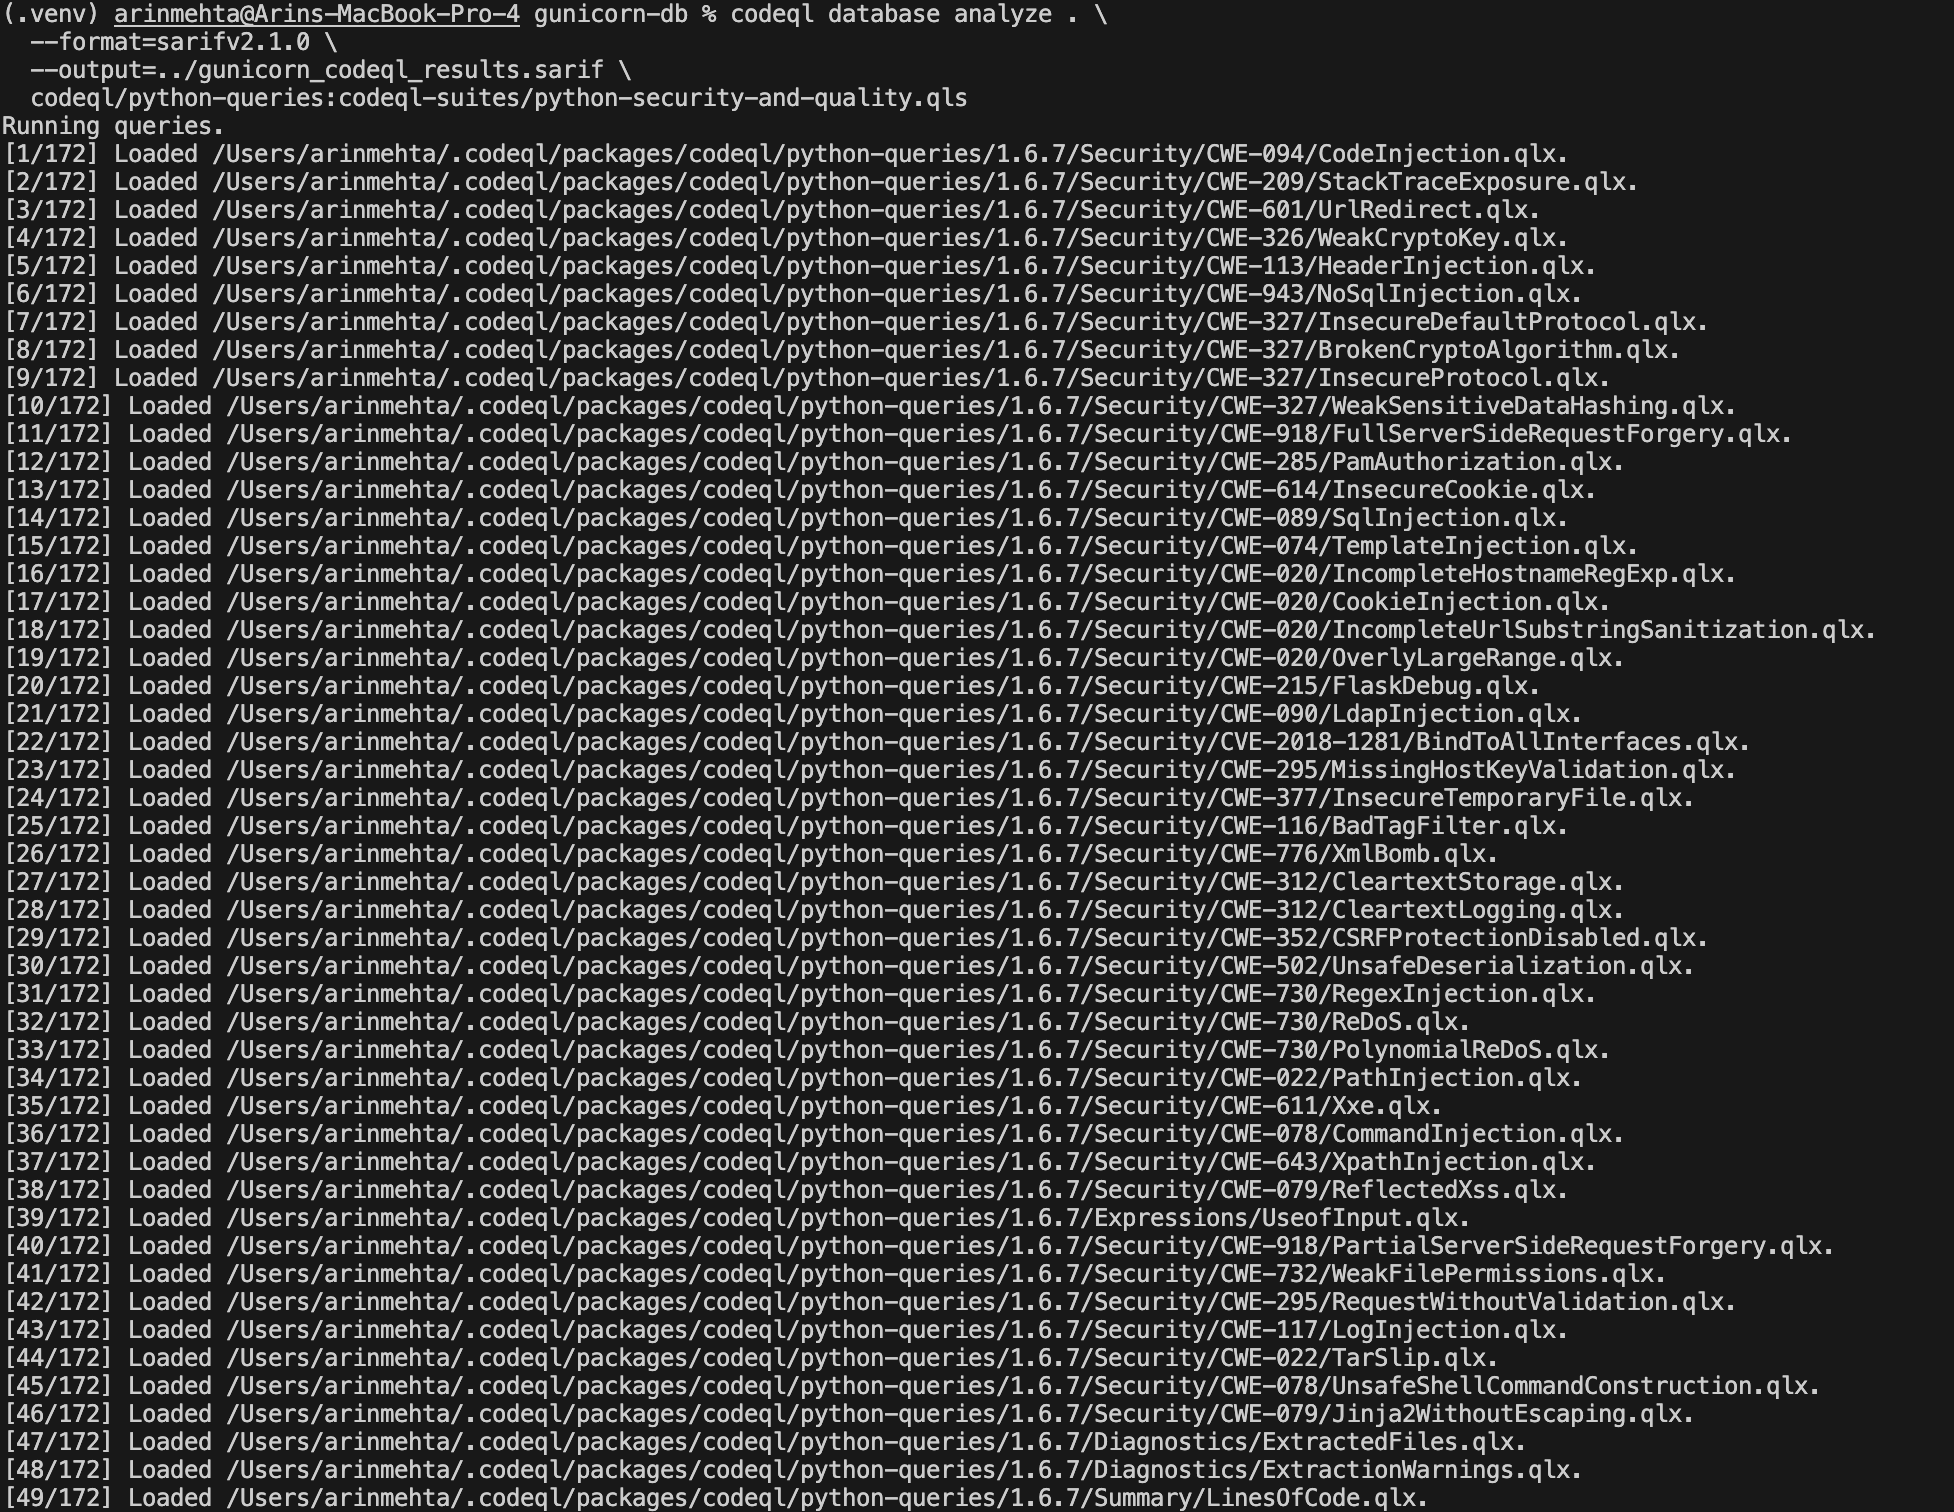 (.venv) arinmehta@Arins-MacBook-Pro-4 gunicorn-db % codeql database analyze . \
  --format=sarifv2.1.0 \
  --output=../gunicorn_codeql_results.sarif \
  codeql/python-queries:codeql-suites/python-security-and-quality.qls
Running queries.
[1/172] Loaded /Users/arinmehta/.codeql/packages/codeql/python-queries/1.6.7/Security/CWE-094/CodeInjection.qlx.
[2/172] Loaded /Users/arinmehta/.codeql/packages/codeql/python-queries/1.6.7/Security/CWE-209/StackTraceExposure.qlx.
[3/172] Loaded /Users/arinmehta/.codeql/packages/codeql/python-queries/1.6.7/Security/CWE-601/UrlRedirect.qlx.
[4/172] Loaded /Users/arinmehta/.codeql/packages/codeql/python-queries/1.6.7/Security/CWE-326/WeakCryptoKey.qlx.
[5/172] Loaded /Users/arinmehta/.codeql/packages/codeql/python-queries/1.6.7/Security/CWE-113/HeaderInjection.qlx.
[6/172] Loaded /Users/arinmehta/.codeql/packages/codeql/python-queries/1.6.7/Security/CWE-943/NoSqlInjection.qlx.
[7/172] Loaded /Users/arinmehta/.codeql/packages/codeql/python-queries/1.6.7/Security/CWE-327/InsecureDefaultProtocol.qlx.
[8/172] Loaded /Users/arinmehta/.codeql/packages/codeql/python-queries/1.6.7/Security/CWE-327/BrokenCryptoAlgorithm.qlx.
[9/172] Loaded /Users/arinmehta/.codeql/packages/codeql/python-queries/1.6.7/Security/CWE-327/InsecureProtocol.qlx.
[10/172] Loaded /Users/arinmehta/.codeql/packages/codeql/python-queries/1.6.7/Security/CWE-327/WeakSensitiveDataHashing.qlx.
[11/172] Loaded /Users/arinmehta/.codeql/packages/codeql/python-queries/1.6.7/Security/CWE-918/FullServerSideRequestForgery.qlx.
[12/172] Loaded /Users/arinmehta/.codeql/packages/codeql/python-queries/1.6.7/Security/CWE-285/PamAuthorization.qlx.
[13/172] Loaded /Users/arinmehta/.codeql/packages/codeql/python-queries/1.6.7/Security/CWE-614/InsecureCookie.qlx.
[14/172] Loaded /Users/arinmehta/.codeql/packages/codeql/python-queries/1.6.7/Security/CWE-089/SqlInjection.qlx.
[15/172] Loaded /Users/arinmehta/.codeql/packages/codeql/python-queries/1.6.7/Security/CWE-074/TemplateInjection.qlx.
[16/172] Loaded /Users/arinmehta/.codeql/packages/codeql/python-queries/1.6.7/Security/CWE-020/IncompleteHostnameRegExp.qlx.
[17/172] Loaded /Users/arinmehta/.codeql/packages/codeql/python-queries/1.6.7/Security/CWE-020/CookieInjection.qlx.
[18/172] Loaded /Users/arinmehta/.codeql/packages/codeql/python-queries/1.6.7/Security/CWE-020/IncompleteUrlSubstringSanitization.qlx.
[19/172] Loaded /Users/arinmehta/.codeql/packages/codeql/python-queries/1.6.7/Security/CWE-020/OverlyLargeRange.qlx.
[20/172] Loaded /Users/arinmehta/.codeql/packages/codeql/python-queries/1.6.7/Security/CWE-215/FlaskDebug.qlx.
[21/172] Loaded /Users/arinmehta/.codeql/packages/codeql/python-queries/1.6.7/Security/CWE-090/LdapInjection.qlx.
[22/172] Loaded /Users/arinmehta/.codeql/packages/codeql/python-queries/1.6.7/Security/CVE-2018-1281/BindToAllInterfaces.qlx.
[23/172] Loaded /Users/arinmehta/.codeql/packages/codeql/python-queries/1.6.7/Security/CWE-295/MissingHostKeyValidation.qlx.
[24/172] Loaded /Users/arinmehta/.codeql/packages/codeql/python-queries/1.6.7/Security/CWE-377/InsecureTemporaryFile.qlx.
[25/172] Loaded /Users/arinmehta/.codeql/packages/codeql/python-queries/1.6.7/Security/CWE-116/BadTagFilter.qlx.
[26/172] Loaded /Users/arinmehta/.codeql/packages/codeql/python-queries/1.6.7/Security/CWE-776/XmlBomb.qlx.
[27/172] Loaded /Users/arinmehta/.codeql/packages/codeql/python-queries/1.6.7/Security/CWE-312/CleartextStorage.qlx.
[28/172] Loaded /Users/arinmehta/.codeql/packages/codeql/python-queries/1.6.7/Security/CWE-312/CleartextLogging.qlx.
[29/172] Loaded /Users/arinmehta/.codeql/packages/codeql/python-queries/1.6.7/Security/CWE-352/CSRFProtectionDisabled.qlx.
[30/172] Loaded /Users/arinmehta/.codeql/packages/codeql/python-queries/1.6.7/Security/CWE-502/UnsafeDeserialization.qlx.
[31/172] Loaded /Users/arinmehta/.codeql/packages/codeql/python-queries/1.6.7/Security/CWE-730/RegexInjection.qlx.
[32/172] Loaded /Users/arinmehta/.codeql/packages/codeql/python-queries/1.6.7/Security/CWE-730/ReDoS.qlx.
[33/172] Loaded /Users/arinmehta/.codeql/packages/codeql/python-queries/1.6.7/Security/CWE-730/PolynomialReDoS.qlx.
[34/172] Loaded /Users/arinmehta/.codeql/packages/codeql/python-queries/1.6.7/Security/CWE-022/PathInjection.qlx.
[35/172] Loaded /Users/arinmehta/.codeql/packages/codeql/python-queries/1.6.7/Security/CWE-611/Xxe.qlx.
[36/172] Loaded /Users/arinmehta/.codeql/packages/codeql/python-queries/1.6.7/Security/CWE-078/CommandInjection.qlx.
[37/172] Loaded /Users/arinmehta/.codeql/packages/codeql/python-queries/1.6.7/Security/CWE-643/XpathInjection.qlx.
[38/172] Loaded /Users/arinmehta/.codeql/packages/codeql/python-queries/1.6.7/Security/CWE-079/ReflectedXss.qlx.
[39/172] Loaded /Users/arinmehta/.codeql/packages/codeql/python-queries/1.6.7/Expressions/UseofInput.qlx.
[40/172] Loaded /Users/arinmehta/.codeql/packages/codeql/python-queries/1.6.7/Security/CWE-918/PartialServerSideRequestForgery.qlx.
[41/172] Loaded /Users/arinmehta/.codeql/packages/codeql/python-queries/1.6.7/Security/CWE-732/WeakFilePermissions.qlx.
[42/172] Loaded /Users/arinmehta/.codeql/packages/codeql/python-queries/1.6.7/Security/CWE-295/RequestWithoutValidation.qlx.
[43/172] Loaded /Users/arinmehta/.codeql/packages/codeql/python-queries/1.6.7/Security/CWE-117/LogInjection.qlx.
[44/172] Loaded /Users/arinmehta/.codeql/packages/codeql/python-queries/1.6.7/Security/CWE-022/TarSlip.qlx.
[45/172] Loaded /Users/arinmehta/.codeql/packages/codeql/python-queries/1.6.7/Security/CWE-078/UnsafeShellCommandConstruction.qlx.
[46/172] Loaded /Users/arinmehta/.codeql/packages/codeql/python-queries/1.6.7/Security/CWE-079/Jinja2WithoutEscaping.qlx.
[47/172] Loaded /Users/arinmehta/.codeql/packages/codeql/python-queries/1.6.7/Diagnostics/ExtractedFiles.qlx.
[48/172] Loaded /Users/arinmehta/.codeql/packages/codeql/python-queries/1.6.7/Diagnostics/ExtractionWarnings.qlx.
[49/172] Loaded /Users/arinmehta/.codeql/packages/codeql/python-queries/1.6.7/Summary/LinesOfCode.qlx.